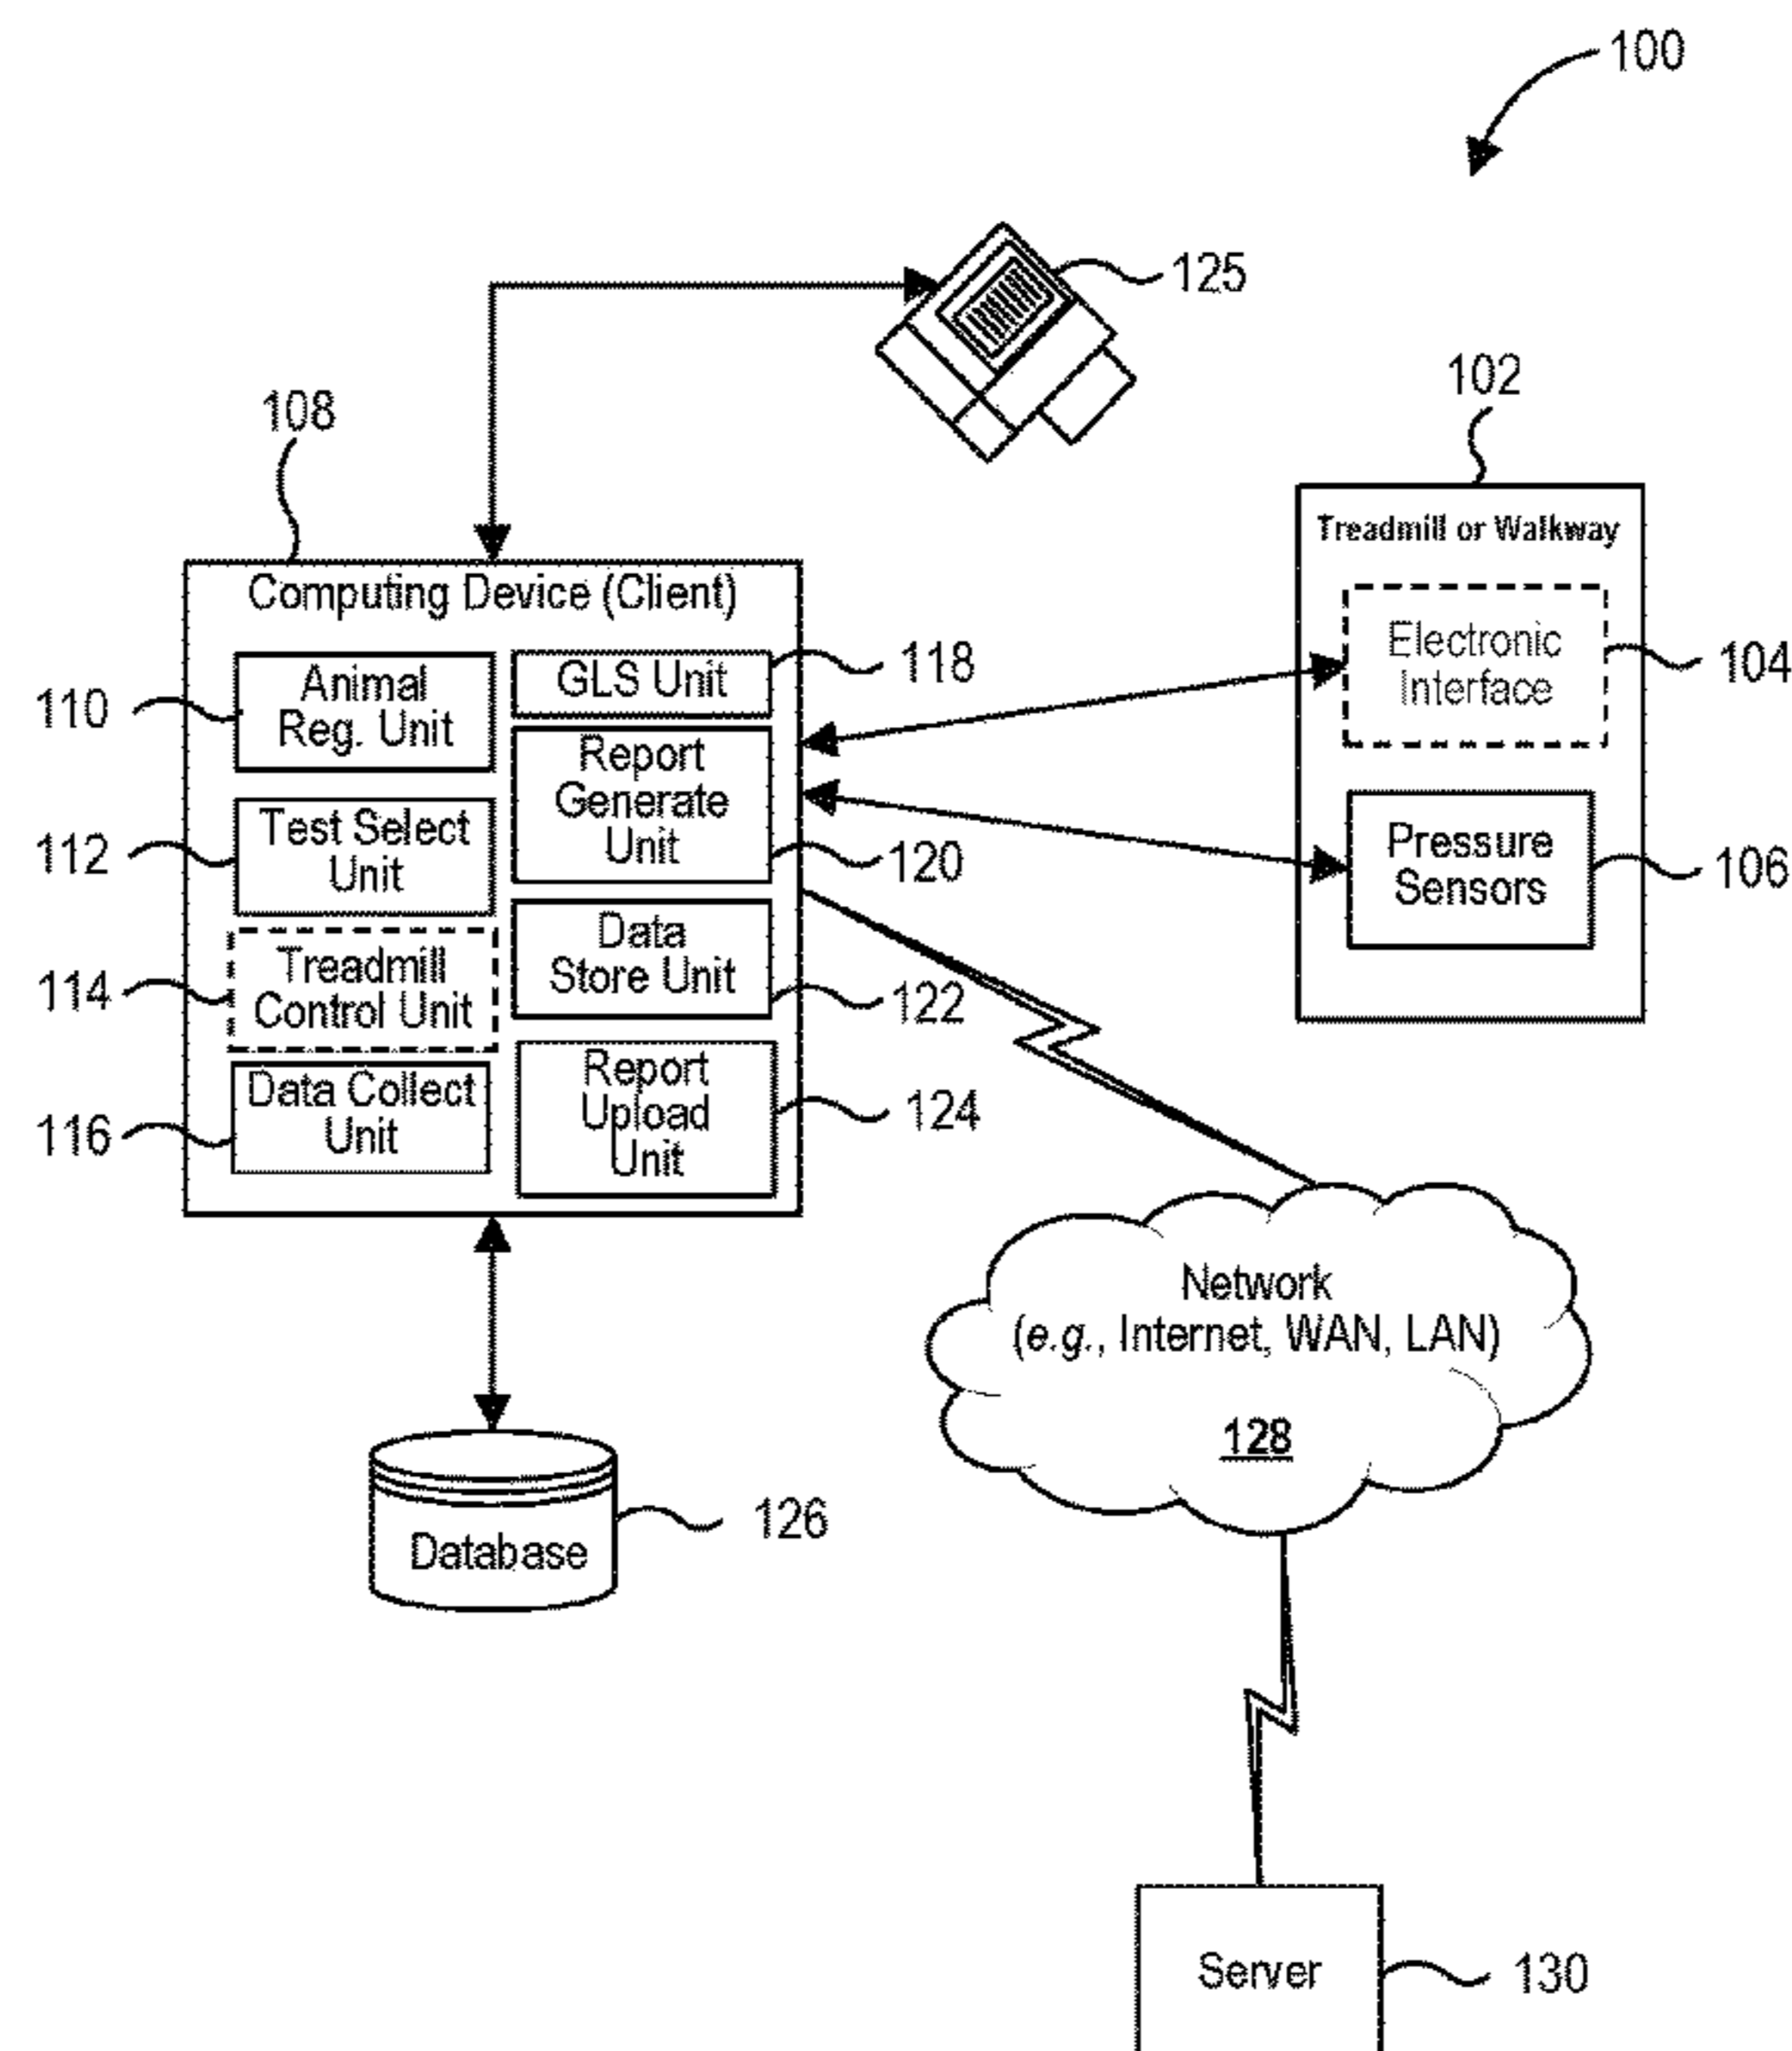 100
125
102
108
Treadmill or Walkway
Computing Device (Client)
Electronic
Interface
104
GLS Unit
118
Animal
Reg. Unit
110
Report
Generate
Unit
120
Test Select
Unit
112
Pressure
Sensors
106
Data
Store Unit
122
Treadmill
Control Unit
114
Report
Upload
Unit
124
Data Collect
Unit
116
Network
(e.g., Internet, WAN, LAN)
128
126
Database
Server
130